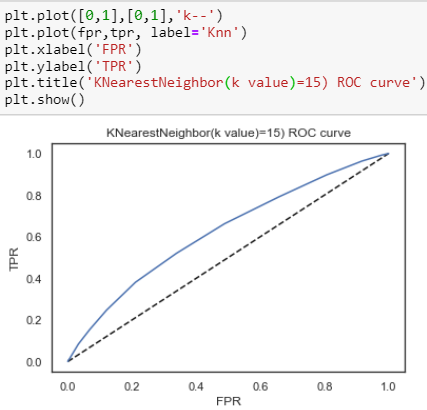 plt.plot([0,1],[0,1],'k--')
plt.plot(fpr,tpr, label='Knn')
plt.xlabel('FPR')
plt.ylabel('TPR')
plt.title('KNearestNeighbor(k value)=15) ROC curve')
plt.show()
KNearestNeighbor(k value)=15) ROC curve
1.0
0.8
0.6
0.4
0.2
0.0
TPR
0.0 0.2 0.4 0.6 0.8 1.0
FPR